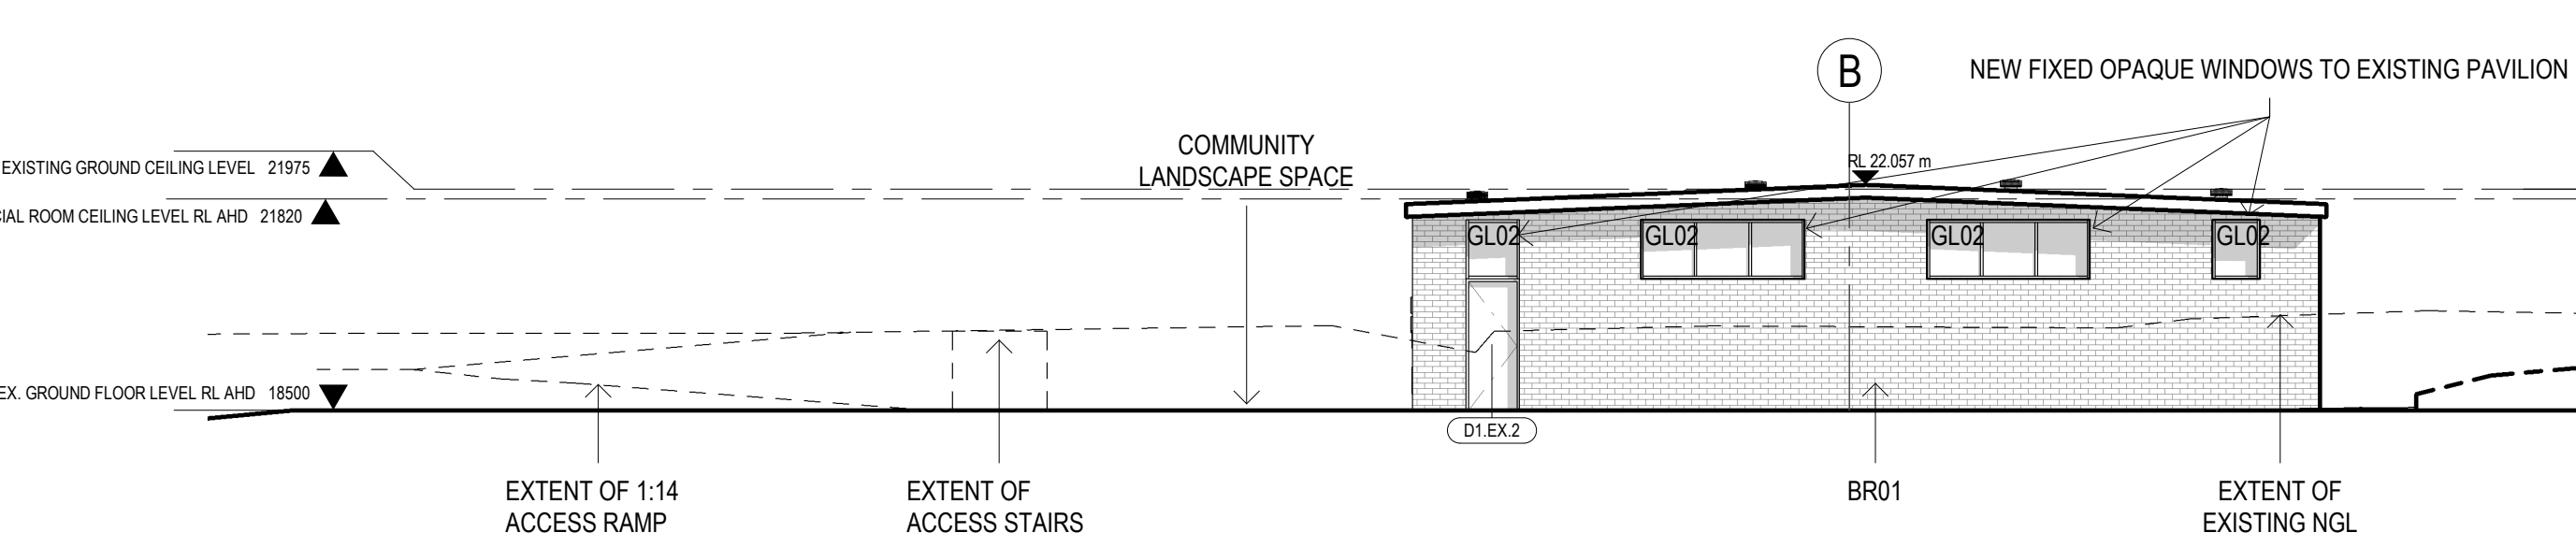 B
NEW FIXED OPAQUE WINDOWS TO EXISTING PAVILION
COMMUNITY
LANDSCAPE SPACE
EXISTING GROUND CEILING LEVEL 21975
RL 22.057 m
ROOM CEILING LEVEL RL AHD 21820
GL02
GL02
GL02
GL02
EX. GROUND FLOOR LEVEL RL AHD 18500
D1.EX.2
EXTENT OF 1:14
ACCESS RAMP
EXTENT OF
ACCESS STAIRS
BR01
EXTENT OF
EXISTING NGL